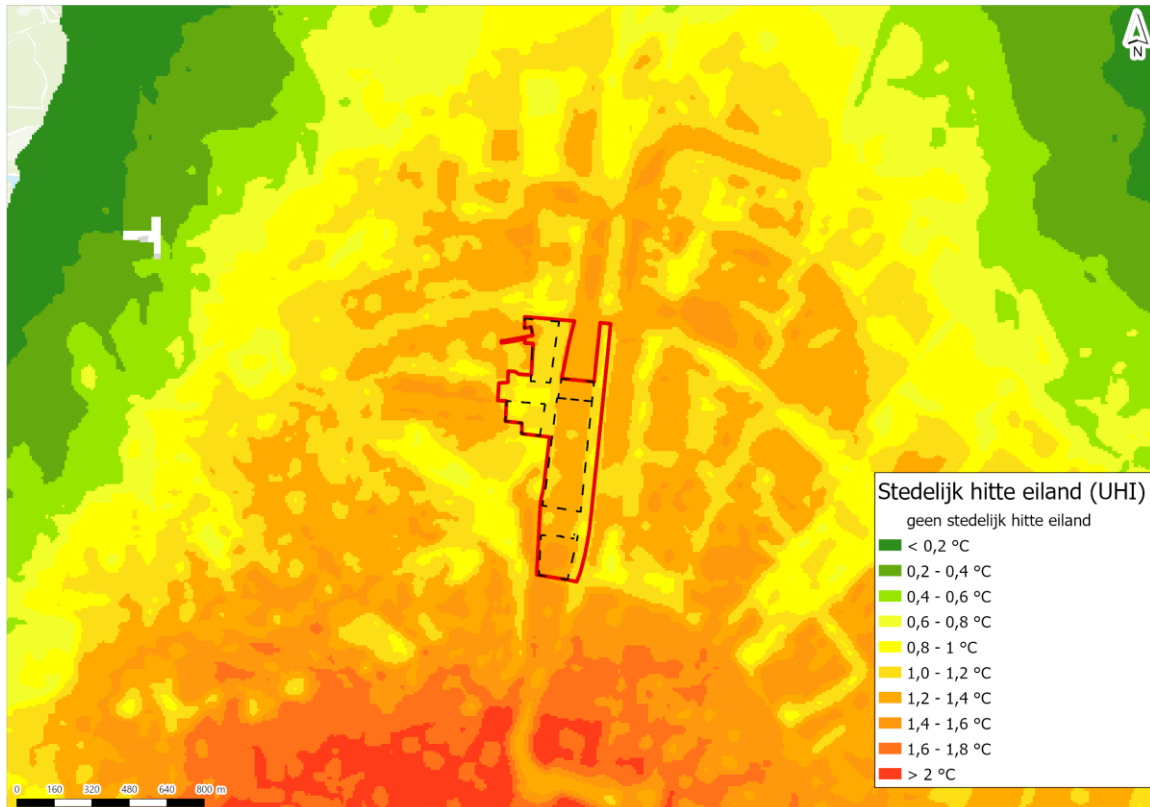 N
Stedelijk hitte eiland (UHI)
geen stedelijk hitte eiland
< 0,2 °C
0,2 - 0,4 °C
0,4 - 0,6 °C
0,6 - 0,8 °C
0,8 - 1 °C
1,0 - 1,2 °C
1,2 - 1,4 °C
1,4 - 1,6 °C
1,6 - 1,8 °C
> 2 °C
0 160 320 480 640 800 m